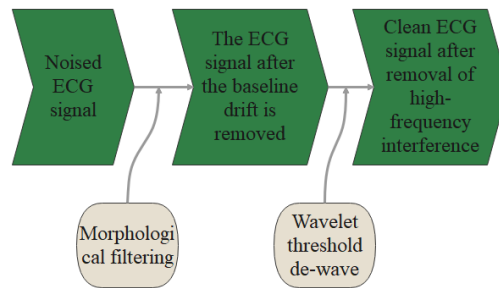 Noised
ECG
signal
The ECG
signal after
the baseline
drift is
removed
Clean ECG
signal after
removal of
high-
frequency
interference
Morphologi
cal filtering
Wavelet
threshold
de-wave